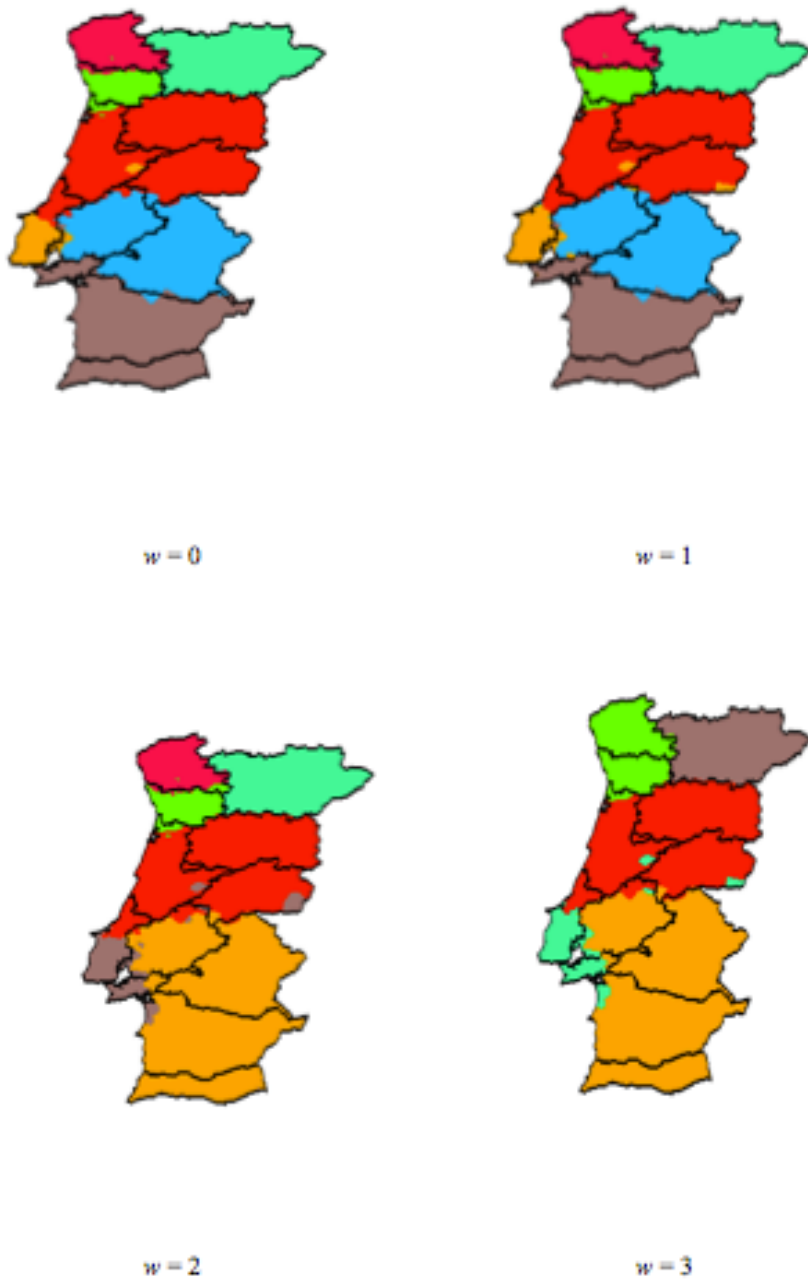 w = 0
w = 1
w = 2
w = 3